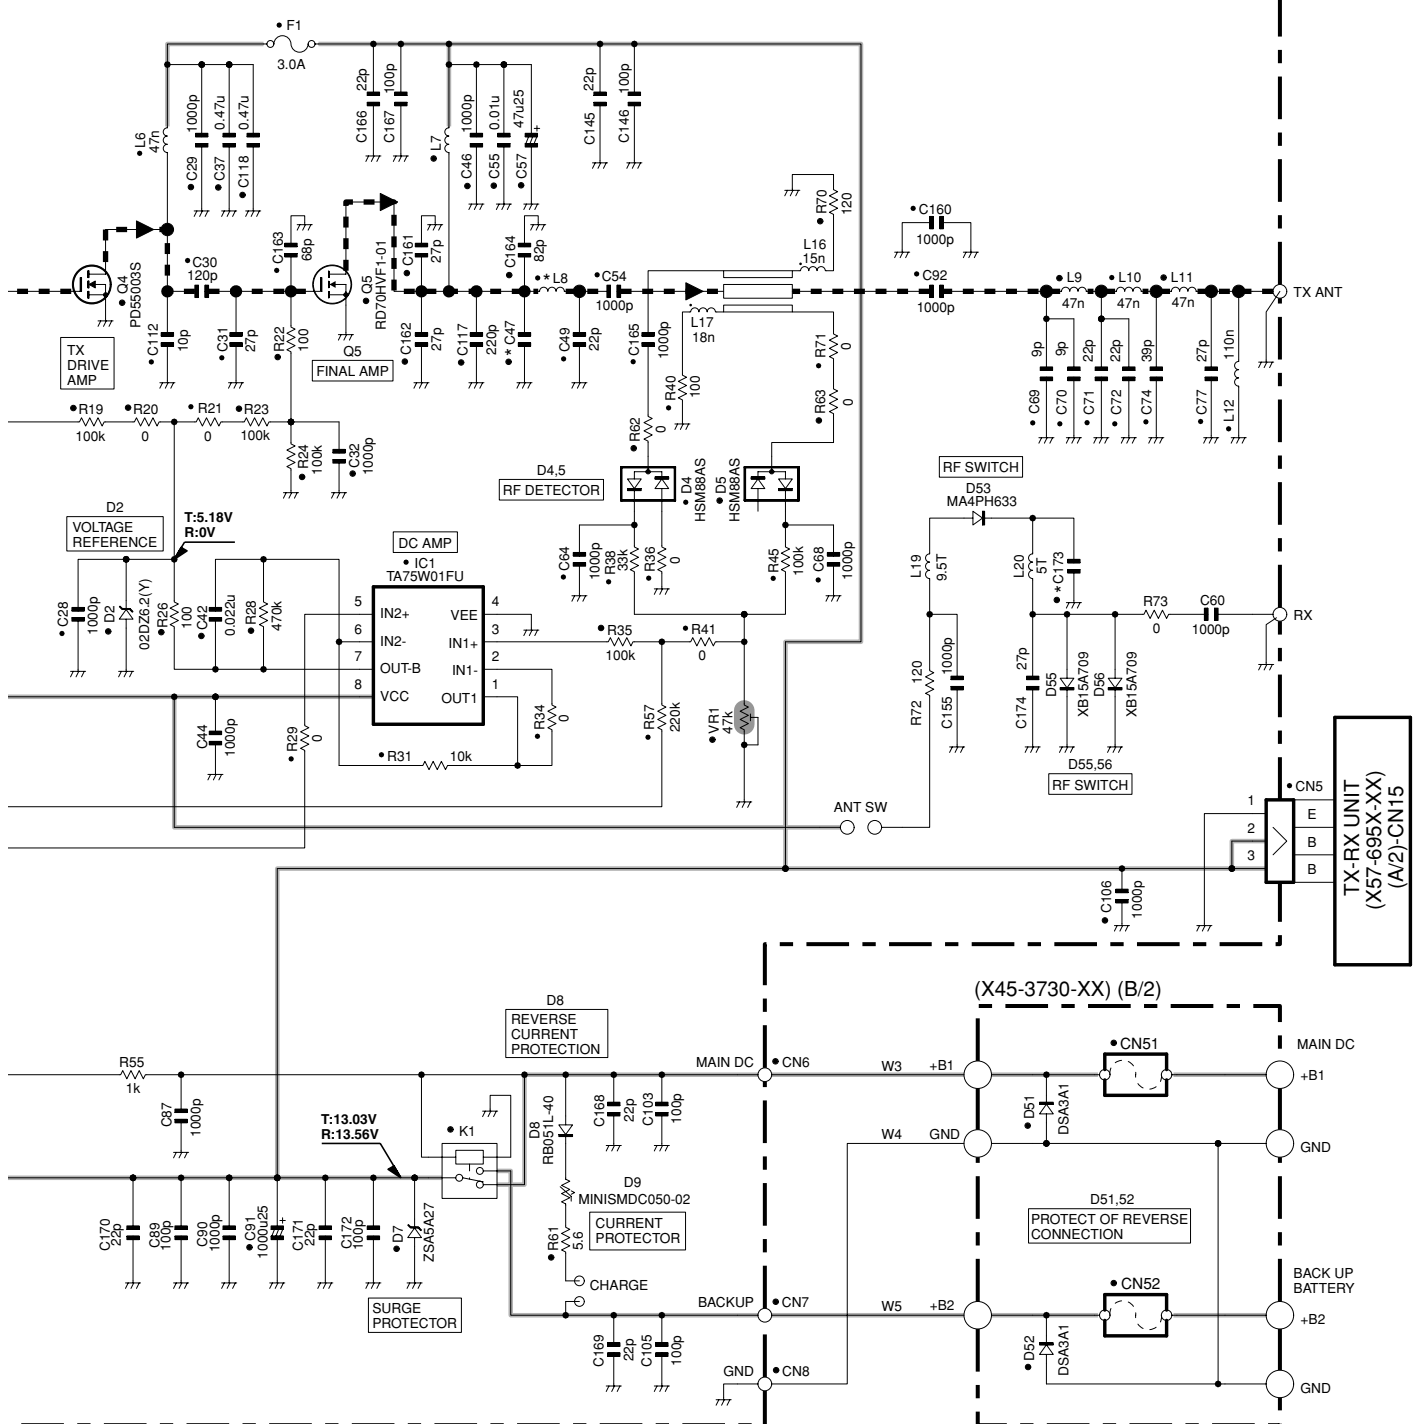 • F1
3.0A
• L6
47n
• C29
1000p
• C37
0.47u
• C118
0.47u
C166
22p
C167
100p
• L7
• C46
1000p
• C55
0.01u
• C57
47u25
+
C145
22p
C146
100p
• R70
120
L16
15n
• C160
1000p
• Q4
PD55003S
TX
DRIVE
AMP
• C112
10p
• C30
120p
• C31
27p
• C163
68p
• R22
100
• Q5
RD70HVF1-01
Q5
FINAL AMP
• C161
27p
• C162
27p
• C117
220p
• C164
82p
* • C47
• * L8
• C49
22p
• C54
1000p
• C165
1000p
• L17
18n
• R40
100
• R71
0
• R63
0
• C92
1000p
• L9
47n
• L10
47n
• L11
47n
TX ANT
• C69
9p
• C70
9p
• C71
22p
• C72
22p
• C74
39p
• C77
27p
• L12
110n
• R19
100k
• R20
0
• R21
0
• R23
100k
• R24
100k
• C32
1000p
• R62
0
D4,5
RF DETECTOR
• D4
HSM88AS
• D5
HSM88AS
RF SWITCH
D53
MA4PH633
D2
VOLTAGE
REFERENCE
T:5.18V
R:0V
DC AMP
• IC1
TA75W01FU
• C64
1000p
• R38
33k
• R36
0
• R45
100k
• C68
1000p
L19
9.5T
L20
5T
* • C173
• C28
1000p
• D2
02DZ6.2(Y)
• R26
100
• C42
0.022u
• R28
470k
5
IN2+
6
IN2-
7
OUT-B
8
VCC
4
VEE
3
IN1+
2
IN1-
1
OUT1
• R35
100k
• R41
0
R73
0
C60
1000p
RX
C44
1000p
• R29
0
• R31
10k
• R34
0
• R57
220k
• VR1
47k
R72
120
C155
1000p
C174
27p
D55
XB15A709
D56
XB15A709
D55,56
RF SWITCH
ANT SW
• CN5
1
E
2
B
3
B
TX-RX UNIT
(X57-695X-XX)
(A/2)-CN15
• C106
1000p
(X45-3730-XX) (B/2)
D8
REVERSE
CURRENT
PROTECTION
R55
1k
C87
1000p
MAIN DC
• CN6
W3
+B1
• CN51
MAIN DC
+B1
T:13.03V
R:13.56V
• K1
D8
RB051L-40
C168
22p
C103
100p
• D51
DSA3A1
W4
GND
GND
D9
MINISMDC050-02
CURRENT
PROTECTOR
D51,52
PROTECT OF REVERSE
CONNECTION
C170
22p
C89
100p
C90
1000p
• C91
1000u25
+
C171
22p
C172
100p
• D7
ZSA5A27
• R61
5.6
CHARGE
SURGE
PROTECTOR
BACKUP
• CN7
W5
+B2
• CN52
BACK UP
BATTERY
+B2
C169
22p
C105
100p
• D52
DSA3A1
GND
• CN8
GND